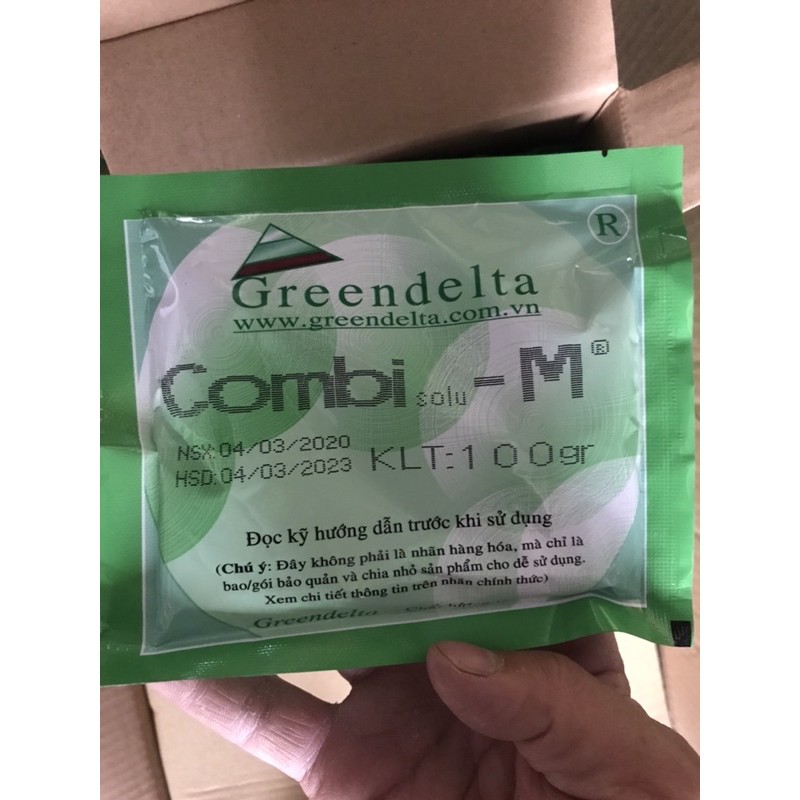 ®
Greendelta
www.greendelta.com.vn
Combi solu - M®
NSX:04/03/2020
HSD:04/03/2023 KLT:100gr
Đọc kỹ hướng dẫn trước khi sử dụng
(Chú ý: Đây không phải là nhãn hàng hóa, mà chỉ là
bao/gói bảo quản và chia nhỏ sản phẩm cho dễ sử dụng.
Xem chi tiết thông tin trên nhãn chính thức)
Greendelta